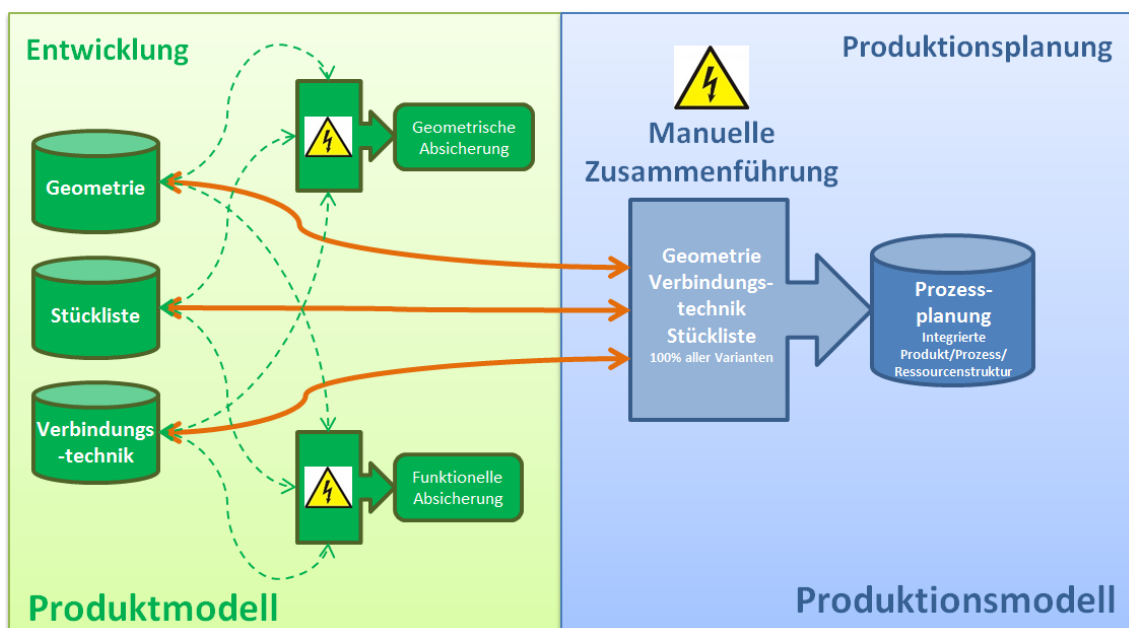 Entwicklung
Geometrische
Absicherung
Geometrie
Stückliste
Verbindungs
-technik
Funktionelle
Absicherung
Produktmodell
Produktionsplanung
Manuelle
Zusammenführung
Geometrie
Verbindungs-
technik
Stückliste
100% aller Varianten
Prozess-
planung
Integrierte
Produkt/Prozess/
Ressourcenstruktur
Produktionsmodell